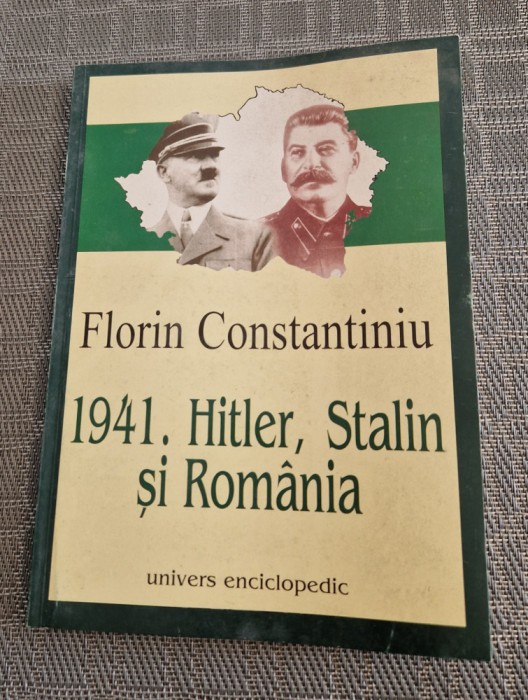 Florin Constantiniu
1941. Hitler, Stalin
și România
univers enciclopedic